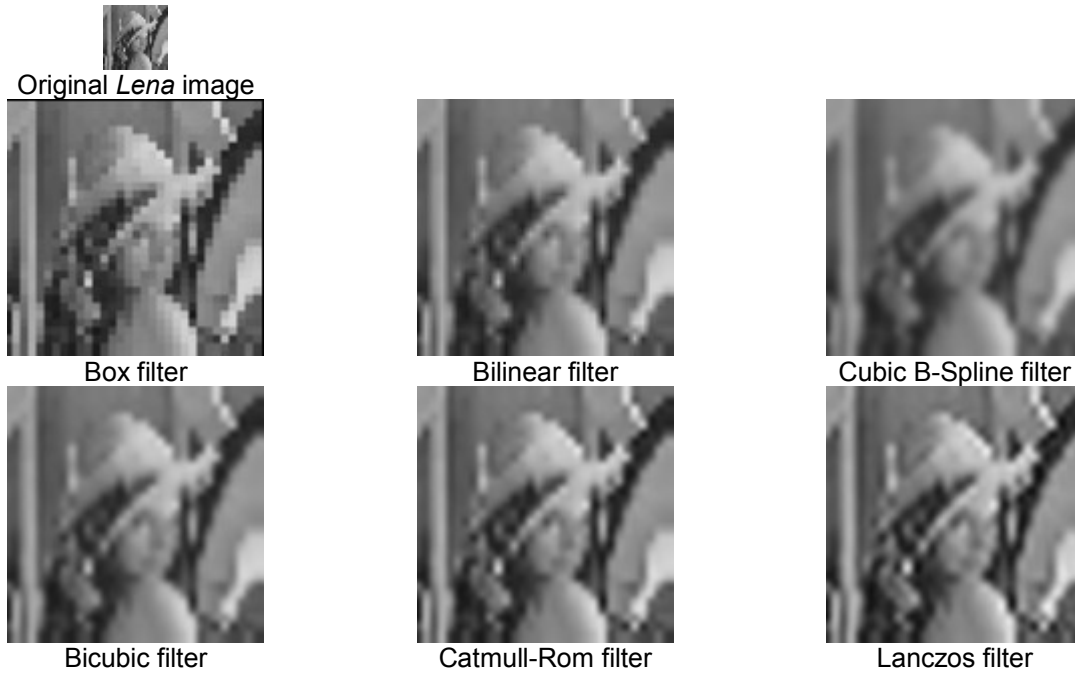 Original Lena image
Box filter
Bilinear filter
Cubic B-Spline filter
Bicubic filter
Catmull-Rom filter
Lanczos filter